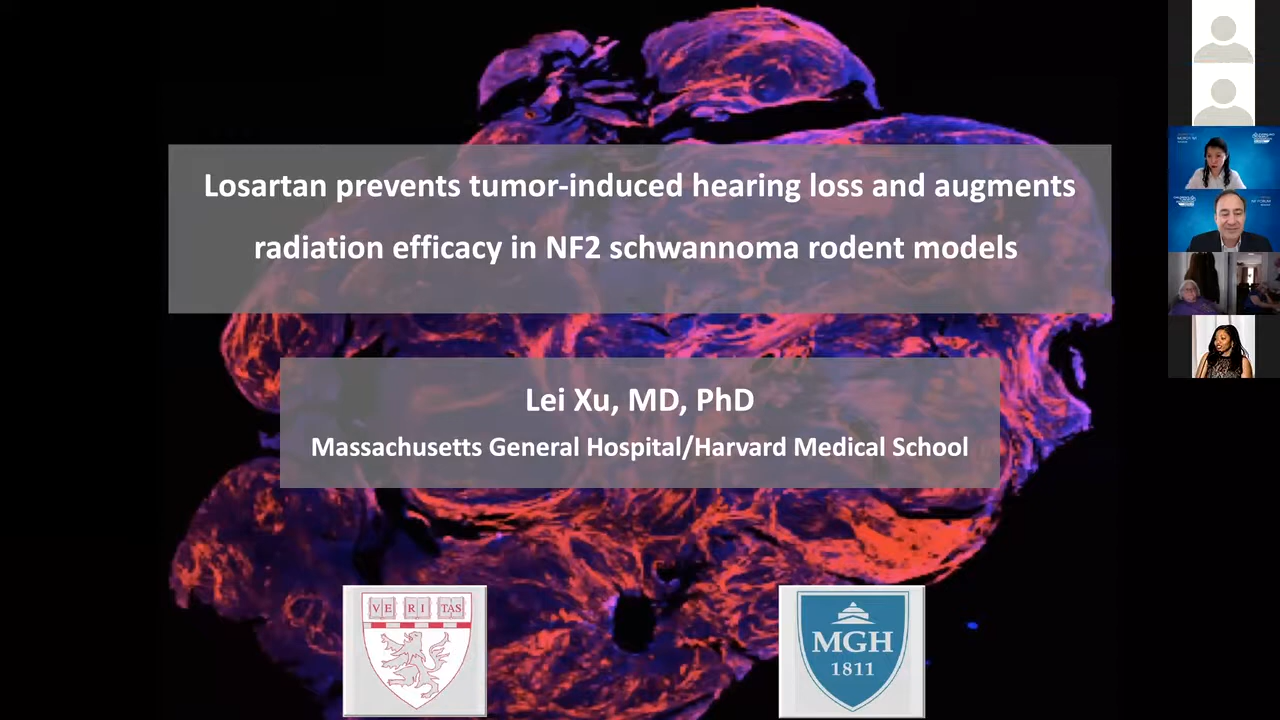 Losartan prevents tumor-induced hearing loss and augments
radiation efficacy in NF2 schwannoma rodent models
Lei Xu, MD, PhD
Massachusetts General Hospital/Harvard Medical School
VE RI TAS
MGH
1811